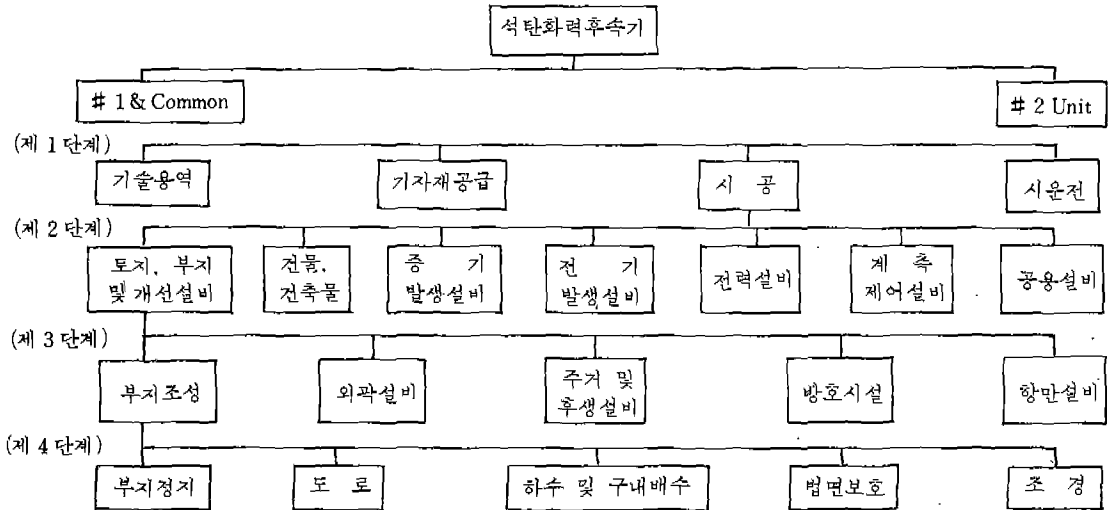 석탄화력후속기
# 1 & Common
# 2 Unit
(제 1 단계)
기술용역
기자재공급
시 공
시운전
(제 2 단계)
토지, 부지
및 개선설비
건물,
건축물
증 기
발생설비
전 기
발생설비
전력설비
계 측
제어설비
공용설비
(제 3 단계)
부지조성
외곽설비
주거 및
후생설비
방호시설
항만설비
(제 4 단계)
부지정지
도 로
하수 및 구내배수
법면보호
조 경